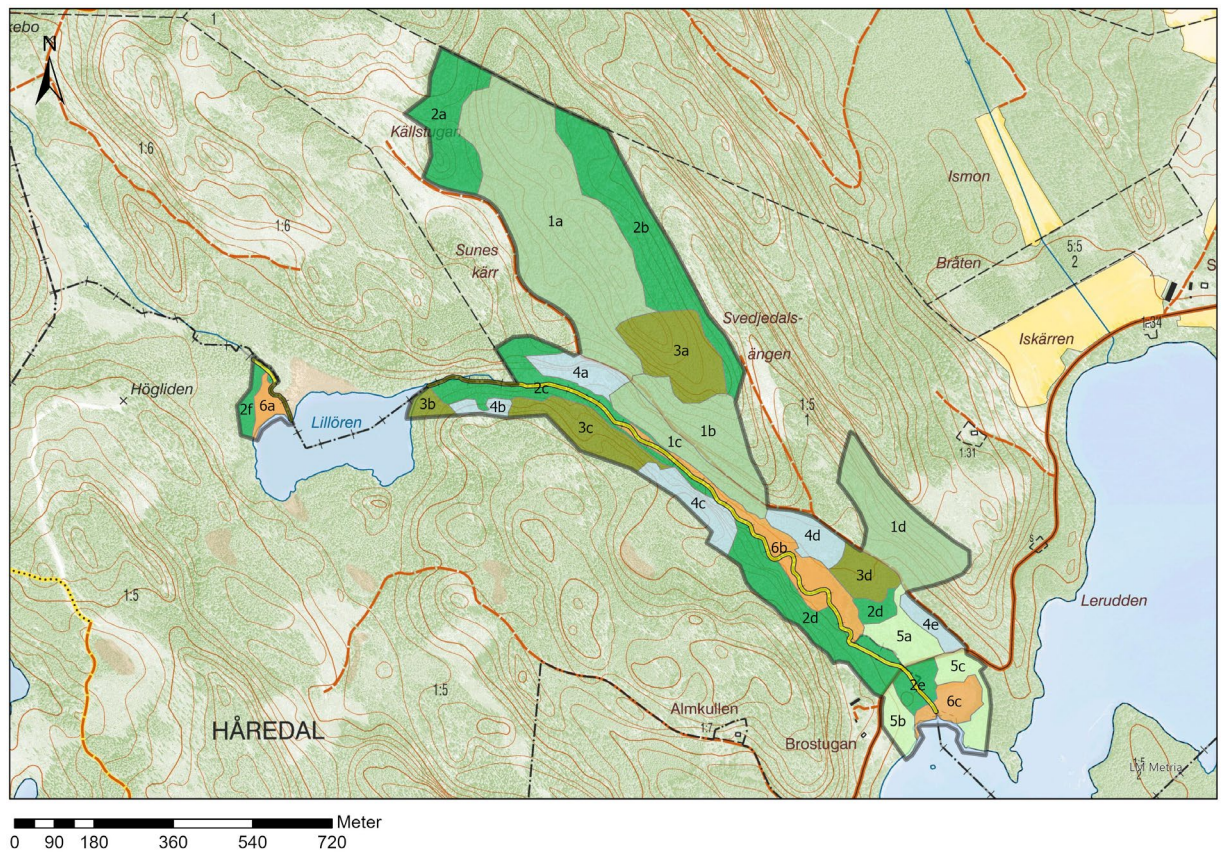 1
N
2a
Källstugan
1:6
Ismon
1a
1:6
2b
5:5
2
Sunes
kärr
Bråten
Svedjedals-
ängen
1:34
Iskärren
3a
4a
Högliden
2c
2f
6a
3b
4b
1:5
1
Lillören
3c
1c
1b
1:31
4c
1d
4d
6b
s
3d
1:5
Lerudden
2d
2d
4e
5a
5c
1:5
2e
6c
Almkullen
1:7
5b
HÅREDAL
Brostugan
1:5
2
LM Metria
Meter
0 90 180 360 540 720